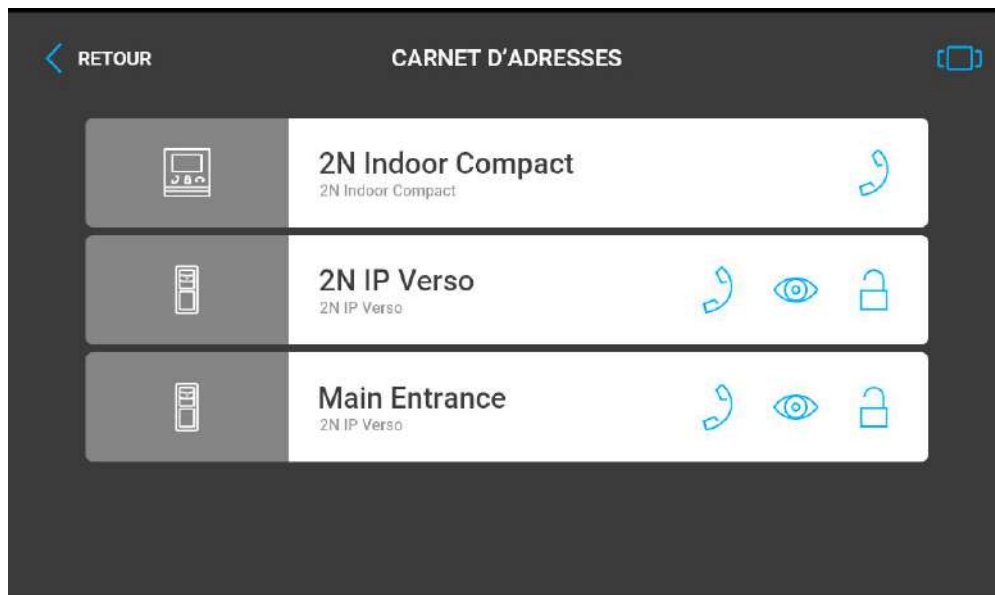 RETOUR
CARNET D'ADRESSES
2N Indoor Compact
2N Indoor Compact
2N IP Verso
2N IP Verso
Main Entrance
2N IP Verso